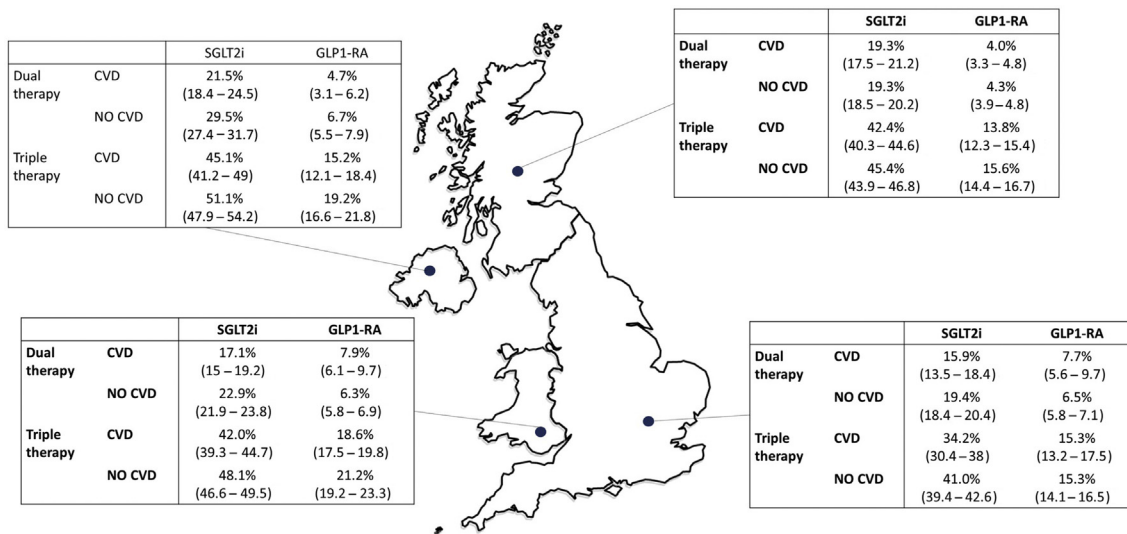 SGLT2i GLP1-RA
Dual CVD 21.5% 4.7%
therapy (18.4 – 24.5) (3.1 – 6.2)
NO CVD 29.5% 6.7%
(27.4 – 31.7) (5.5 – 7.9)
Triple CVD 45.1% 15.2%
therapy (41.2 – 49) (12.1 – 18.4)
NO CVD 51.1% 19.2%
(47.9 – 54.2) (16.6 – 21.8)
SGLT2i GLP1-RA
Dual CVD 19.3% 4.0%
therapy (17.5 – 21.2) (3.3 – 4.8)
NO CVD 19.3% 4.3%
(18.5 – 20.2) (3.9 – 4.8)
Triple CVD 42.4% 13.8%
therapy (40.3 – 44.6) (12.3 – 15.4)
NO CVD 45.4% 15.6%
(43.9 – 46.8) (14.4 – 16.7)
SGLT2i GLP1-RA
Dual CVD 17.1% 7.9%
therapy (15 – 19.2) (6.1 – 9.7)
NO CVD 22.9% 6.3%
(21.9 – 23.8) (5.8 – 6.9)
Triple CVD 42.0% 18.6%
therapy (39.3 – 44.7) (17.5 – 19.8)
NO CVD 48.1% 21.2%
(46.6 – 49.5) (19.2 – 23.3)
SGLT2i GLP1-RA
Dual CVD 15.9% 7.7%
therapy (13.5 – 18.4) (5.6 – 9.7)
NO CVD 19.4% 6.5%
(18.4 – 20.4) (5.8 – 7.1)
Triple CVD 34.2% 15.3%
therapy (30.4 – 38) (13.2 – 17.5)
NO CVD 41.0% 15.3%
(39.4 – 42.6) (14.1 – 16.5)